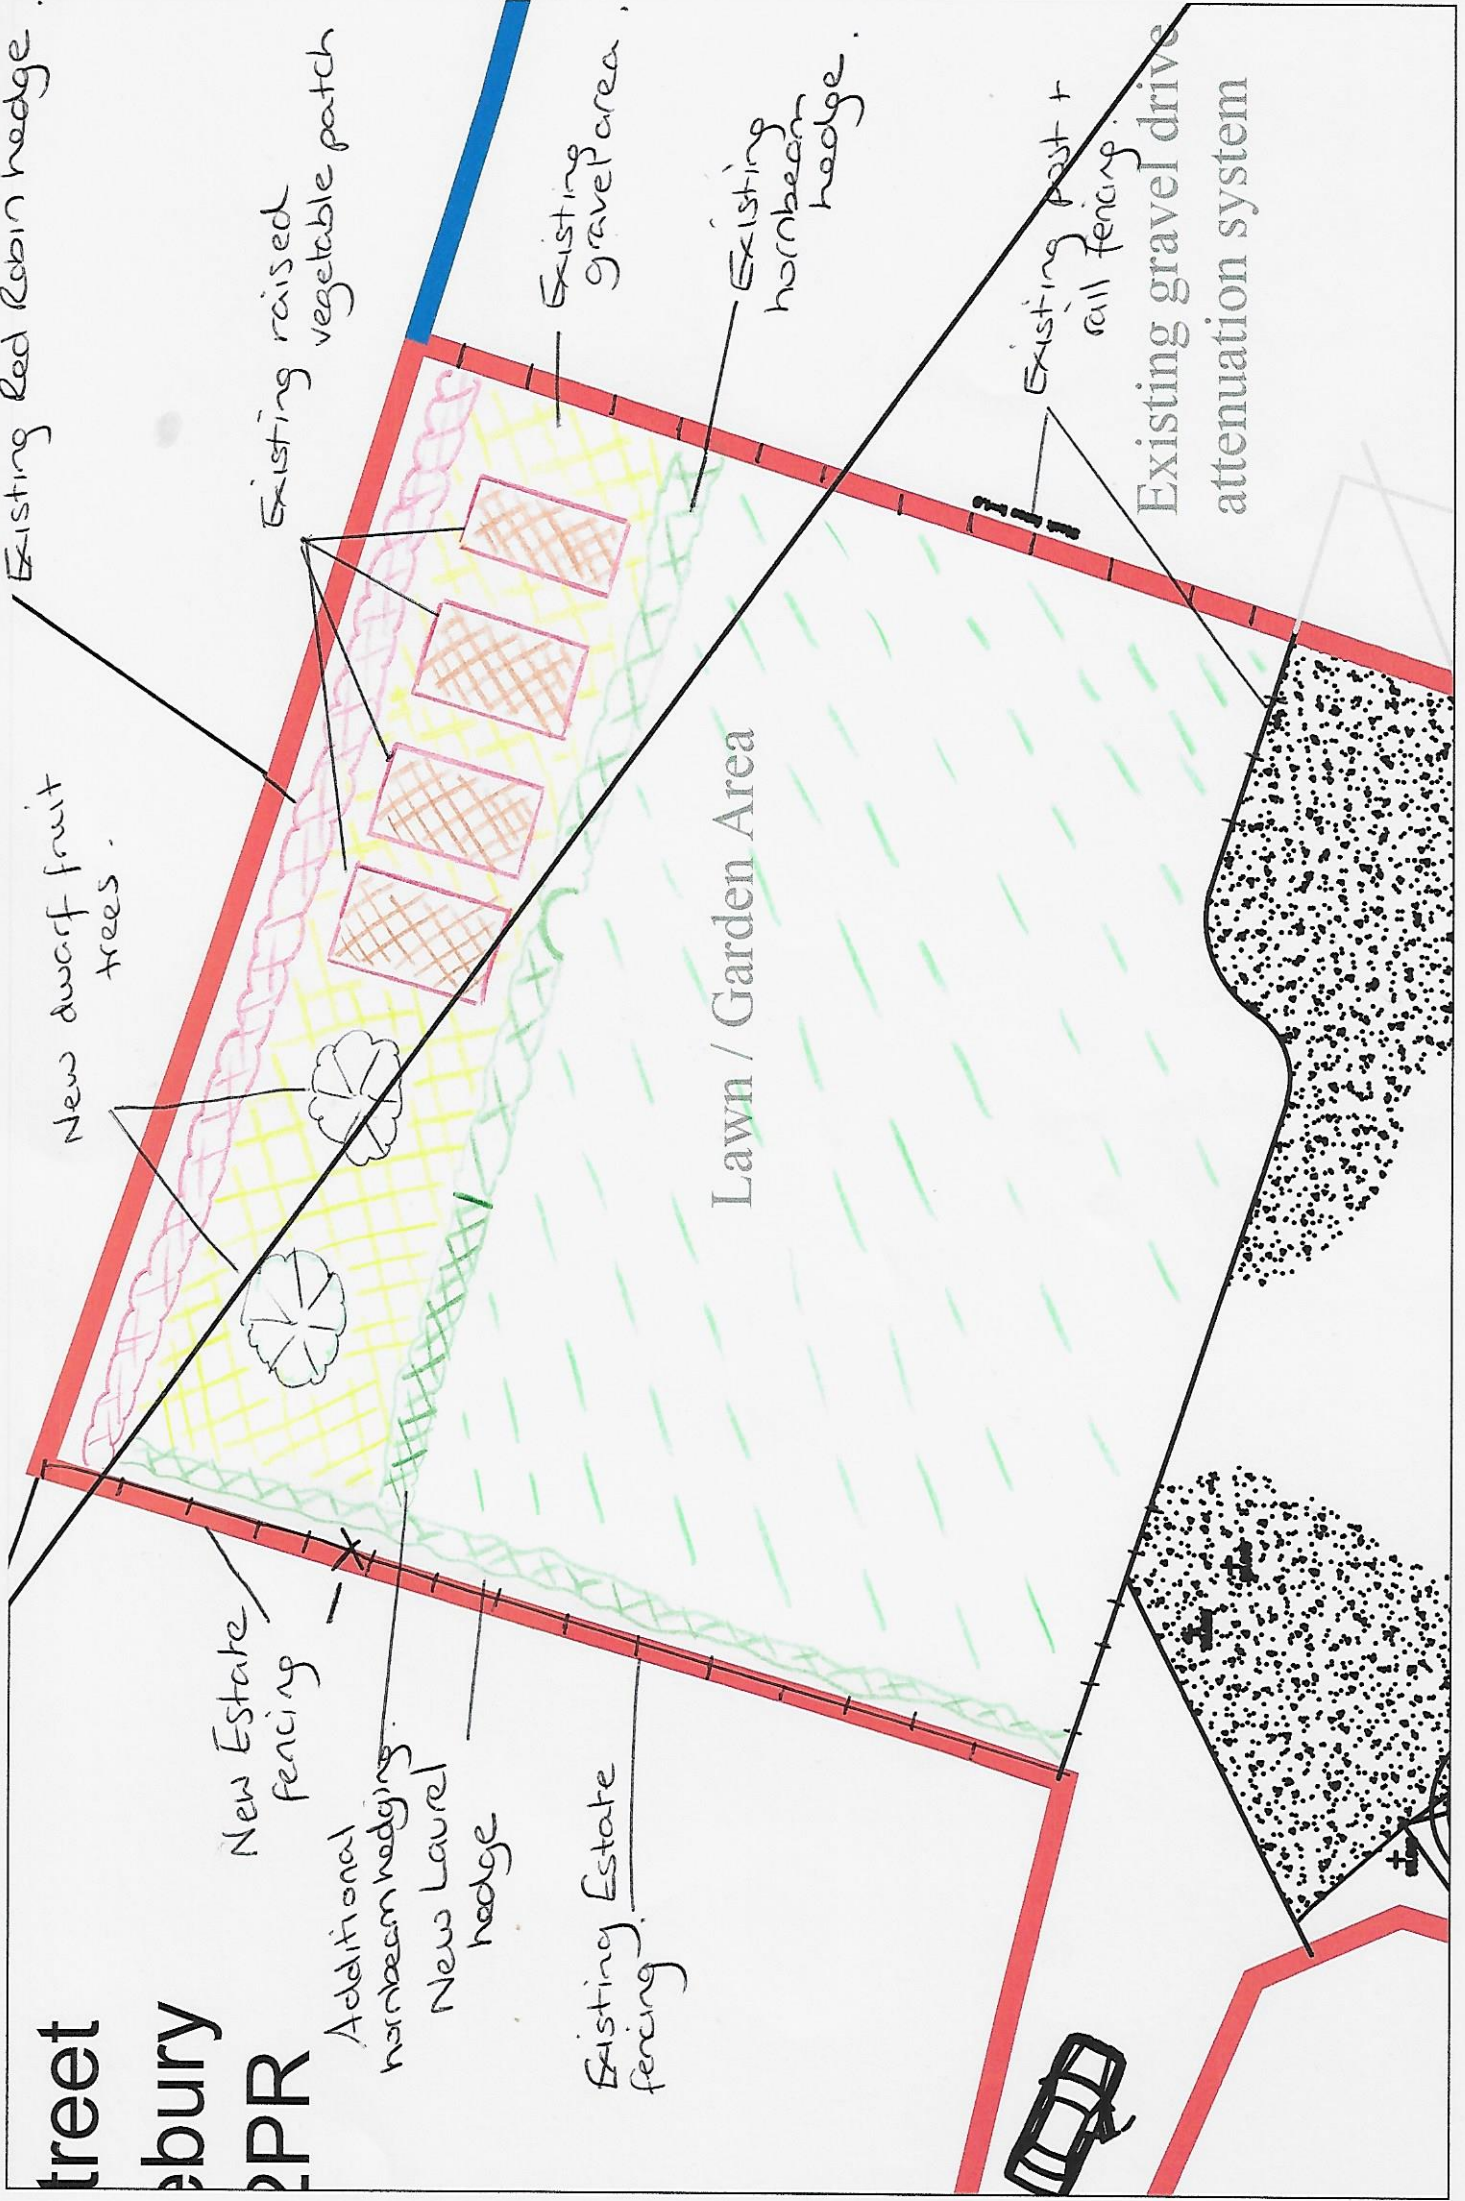 Existing Red Robin hedge.
New dwarf fruit
trees.
Existing raised
vegetable patch
Existing
gravel area.
Existing
hornbeam
hedge.
Existing post +
rail fencing.
Existing gravel drive
attenuation system
Lawn / Garden Area
New Estate
fencing
Additional
hornbeam hedging.
New Laurel
hedge
Existing Estate
fencing.
treet
ebury
2PR